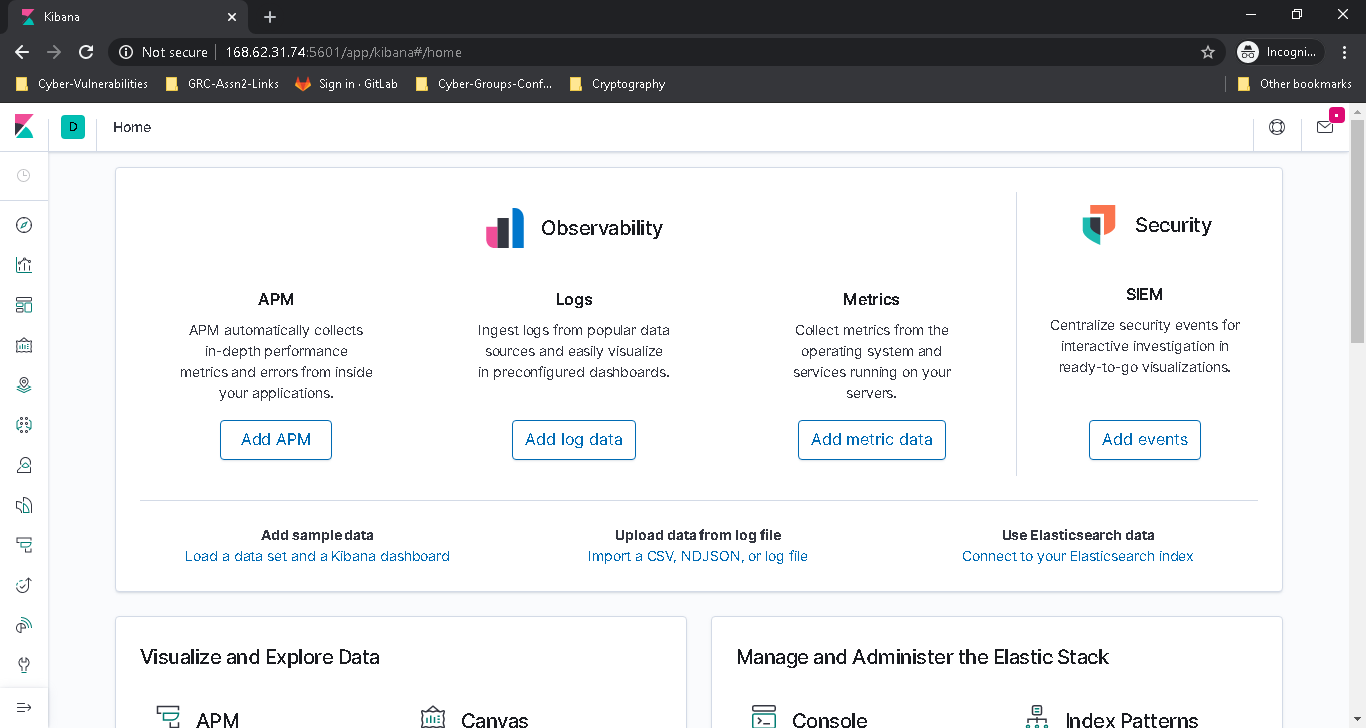 Kibana
Not secure
168.62.31.74:5601/app/kibana#/home
Incogni...
Cyber-Vulnerabilities
GRC-Assn2-Links
Sign in · GitLab
Cyber-Groups-Conf...
Cryptography
Other bookmarks
D
Home
Observability
Security
APM
APM automatically collects
in-depth performance
metrics and errors from inside
your applications.
Add APM
Logs
Ingest logs from popular data
sources and easily visualize
in preconfigured dashboards.
Add log data
Metrics
Collect metrics from the
operating system and
services running on your
servers.
Add metric data
SIEM
Centralize security events for
interactive investigation in
ready-to-go visualizations.
Add events
Add sample data
Load a data set and a Kibana dashboard
Upload data from log file
Import a CSV, NDJSON, or log file
Use Elasticsearch data
Connect to your Elasticsearch index
Visualize and Explore Data
APM
Canvas
Manage and Administer the Elastic Stack
Console
Index Patterns